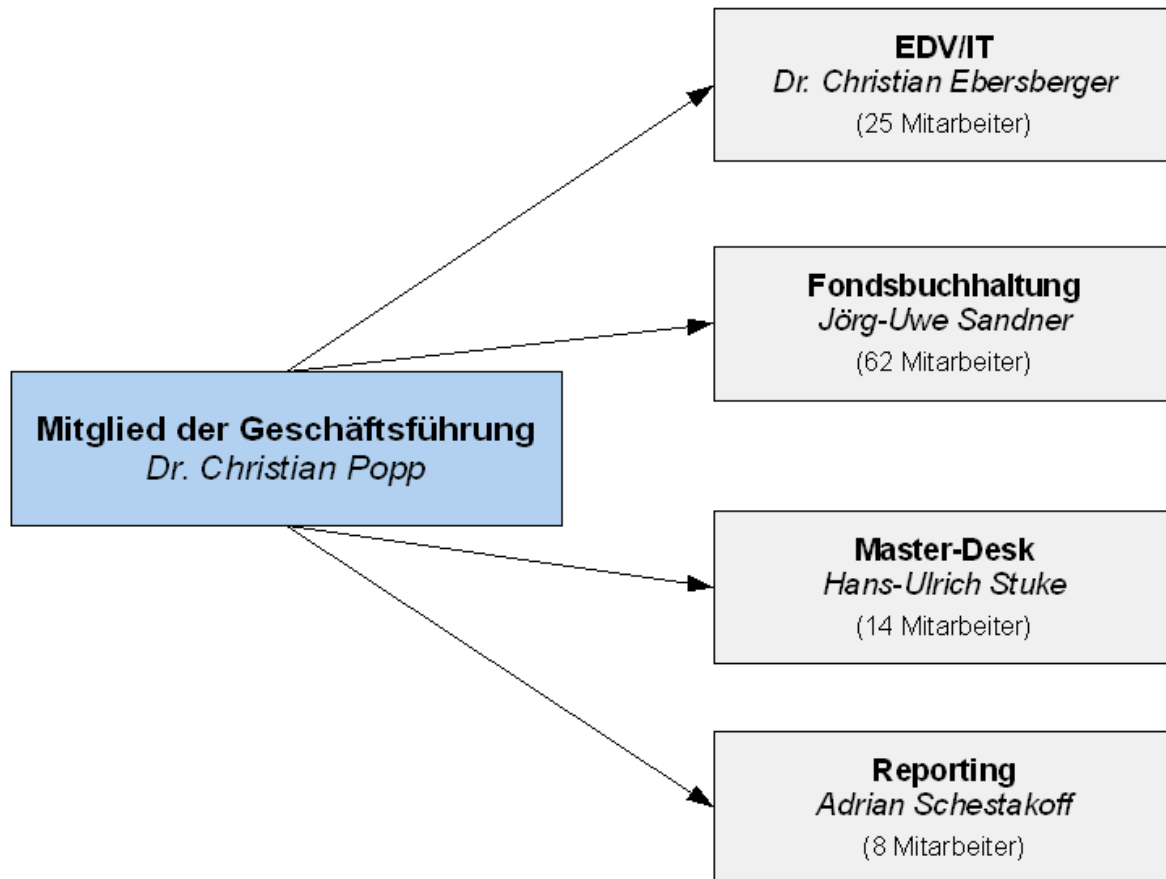 EDV/IT
Dr. Christian Ebersberger
(25 Mitarbeiter)
Fondsbuchhaltung
Jörg-Uwe Sandner
(62 Mitarbeiter)
Mitglied der Geschäftsführung
Dr. Christian Popp
Master-Desk
Hans-Ulrich Stuke
(14 Mitarbeiter)
Reporting
Adrian Schestakoff
(8 Mitarbeiter)